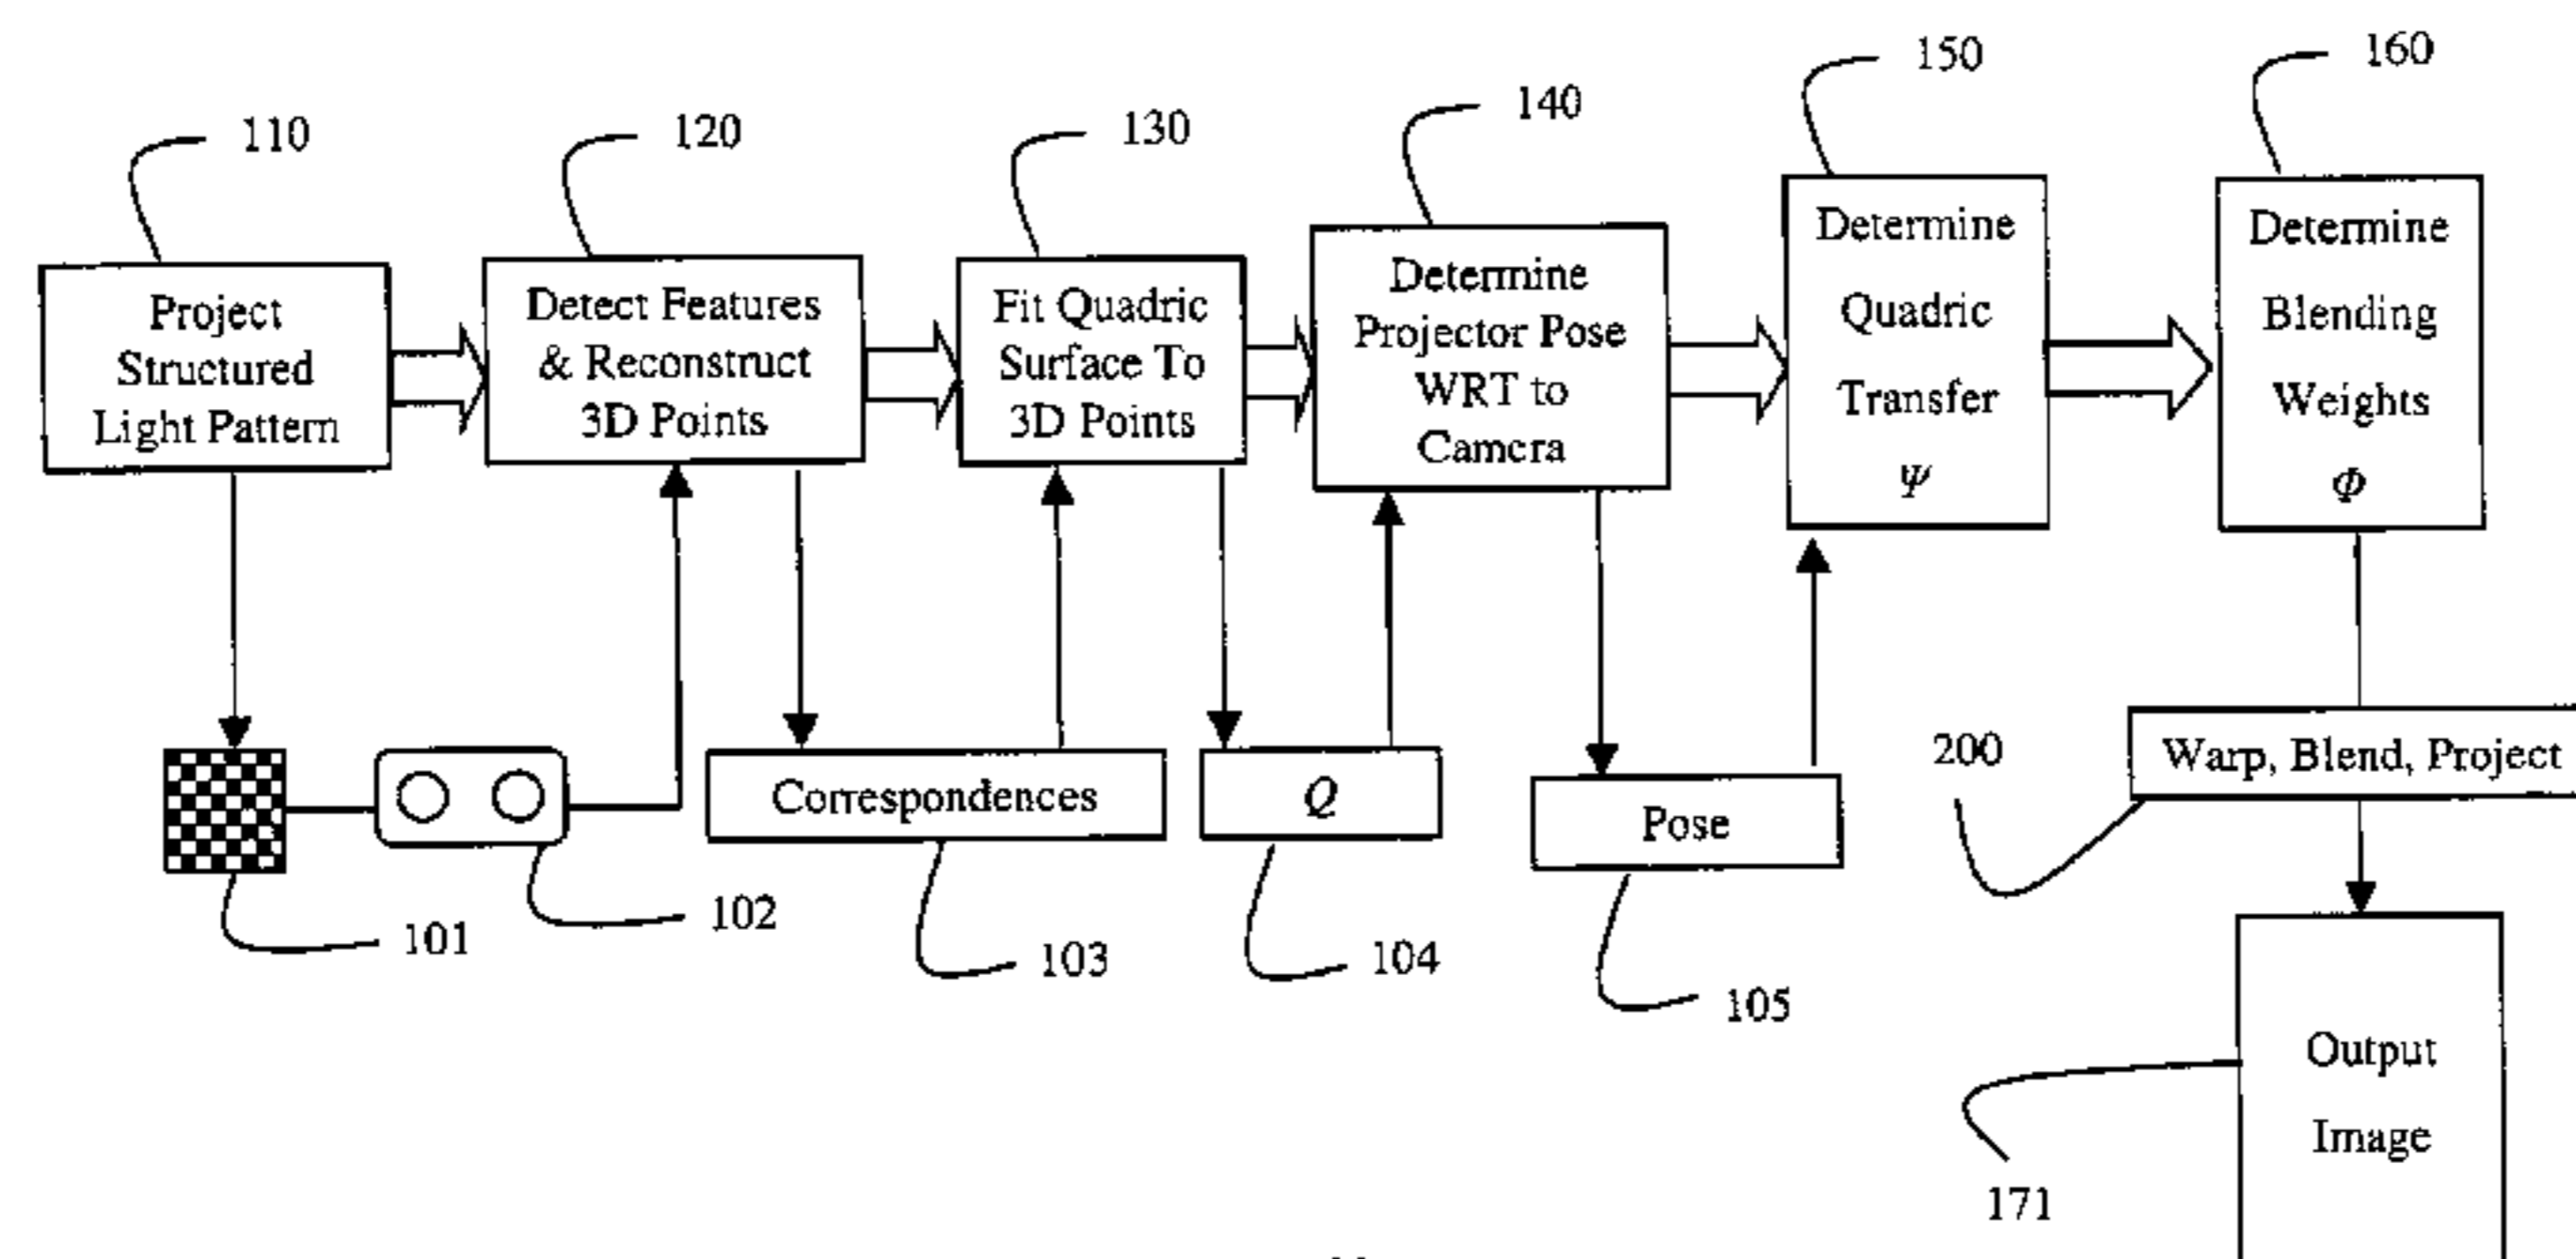 110
120
130
140
150
160
Project
Structured
Light Pattern
Detect Features
& Reconstruct
3D Points
Fit Quadric
Surface To
3D Points
Determine
Projector Pose
WRT to
Camera
Determine
Quadric
Transfer
Ψ
Determine
Blending
Weights
Φ
Correspondences
Q
Pose
200
Warp, Blend, Project
101
102
103
104
105
Output
Image
171